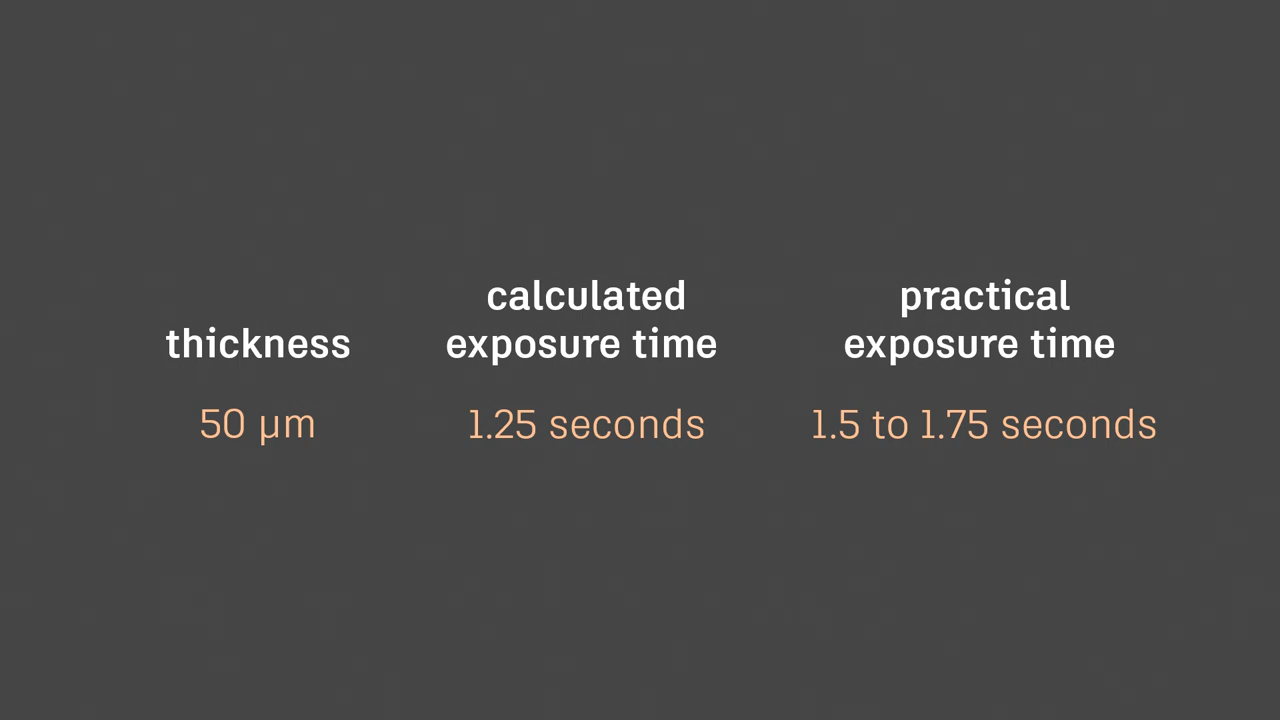 thickness
50 µm
calculated
exposure time
1.25 seconds
practical
exposure time
1.5 to 1.75 seconds